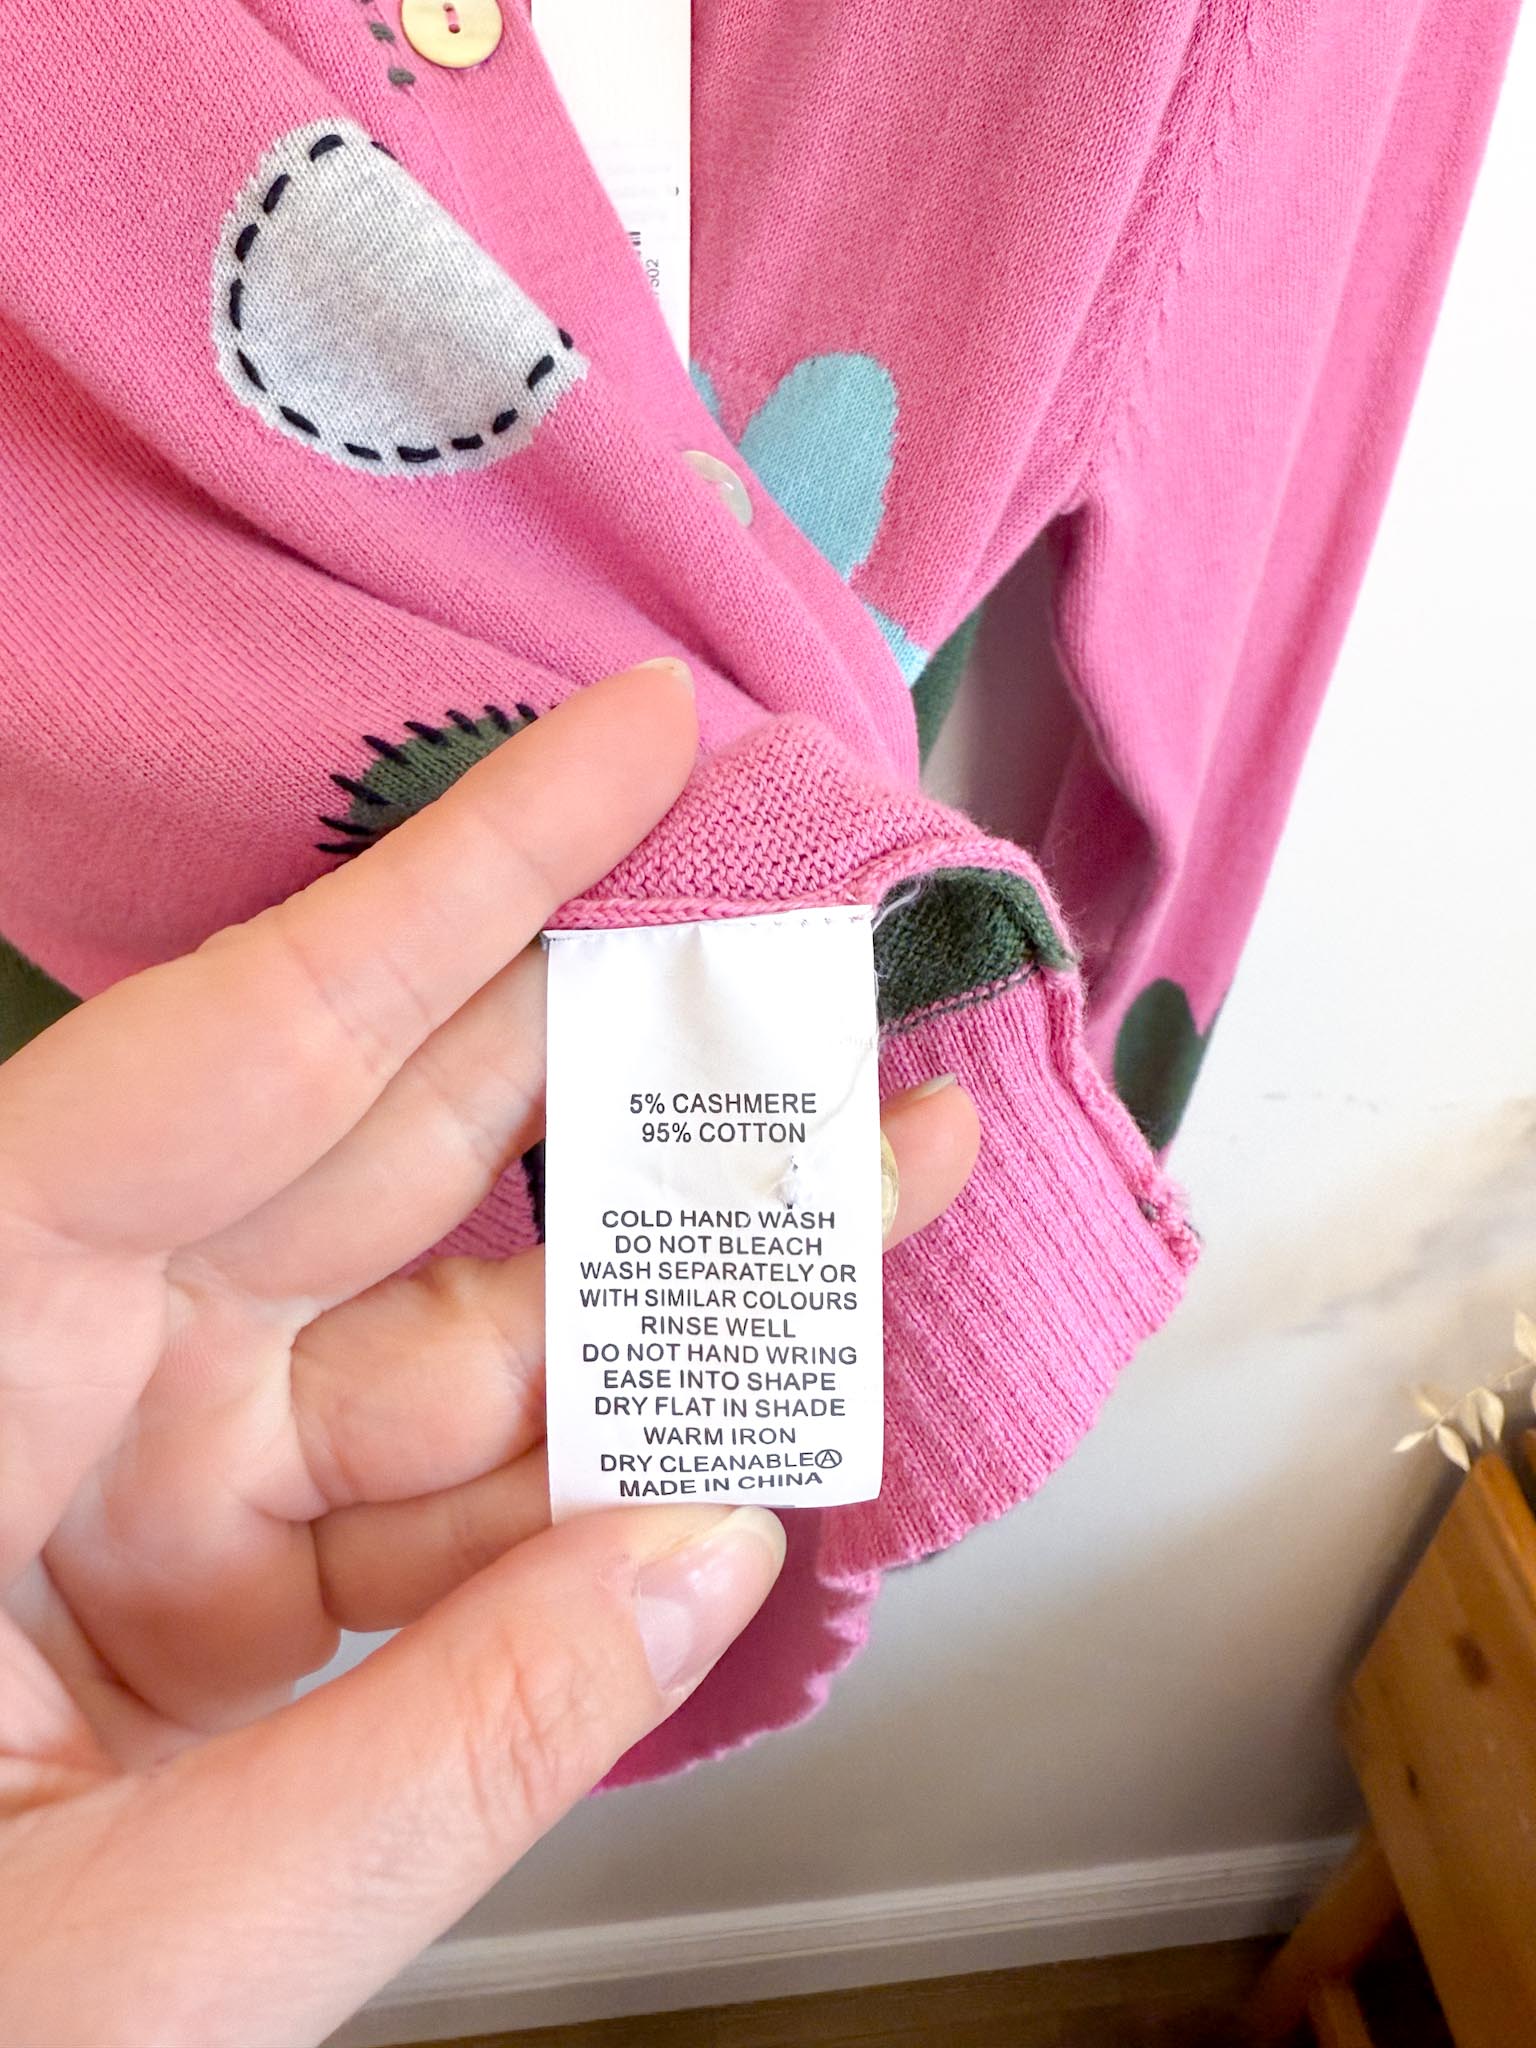 302
5% CASHMERE
95% COTTON
COLD HAND WASH
DO NOT BLEACH
WASH SEPARATELY OR
WITH SIMILAR COLOURS
RINSE WELL
DO NOT HAND WRING
EASE INTO SHAPE
DRY FLAT IN SHADE
WARM IRON
DRY CLEANABLEⒶ
MADE IN CHINA